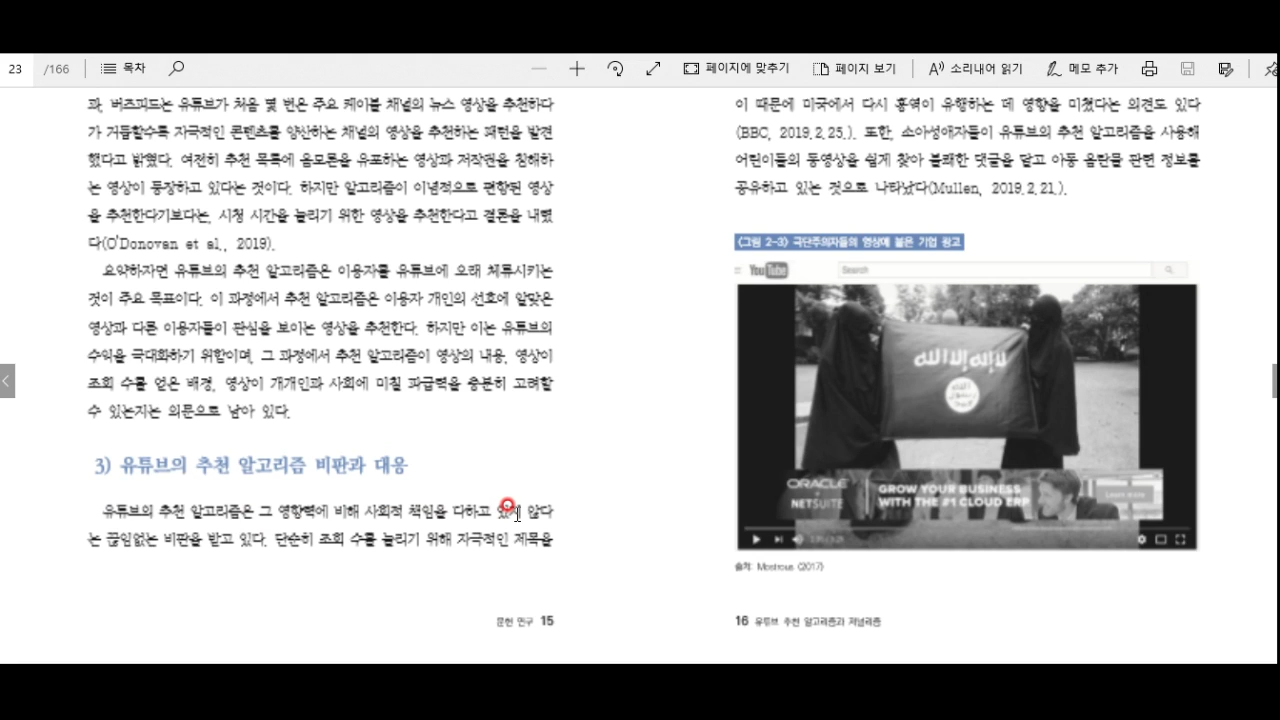 23 /166 목차 페이지에 맞추기 페이지 보기 소리내어 읽기 메모 추가
과, 버즈피드는 유튜브가 처음 몇 번은 주요 케이블 채널의 뉴스 영상을 추천하다
가 거듭할수록 자극적인 콘텐츠를 양산하는 채널의 영상을 추천하는 패턴을 발견
했다고 밝혔다. 여전히 추천 목록에 음모론을 유포하는 영상과 저작권을 침해하
는 영상이 등장하고 있다는 것이다. 하지만 알고리즘이 이념적으로 편향된 영상
을 추천한다기보다는, 시청 시간을 늘리기 위한 영상을 추천한다고 결론을 내렸
다(O'Donovan et al., 2019).
요약하자면 유튜브의 추천 알고리즘은 이용자를 유튜브에 오래 체류시키는
것이 주요 목표이다. 이 과정에서 추천 알고리즘은 이용자 개인의 선호에 알맞은
영상과 다른 이용자들이 관심을 보이는 영상을 추천한다. 하지만 이는 유튜브의
수익을 극대화하기 위함이며, 그 과정에서 추천 알고리즘이 영상의 내용, 영상이
조회 수를 얻은 배경, 영상이 개개인과 사회에 미칠 파급력을 충분히 고려할
수 있는지는 의문으로 남아 있다.
3) 유튜브의 추천 알고리즘 비판과 대응
유튜브의 추천 알고리즘은 그 영향력에 비해 사회적 책임을 다하고 있지 않다
는 끊임없는 비판을 받고 있다. 단순히 조회 수를 늘리기 위해 자극적인 제목을
문헌 연구 15
이 때문에 미국에서 다시 홍역이 유행하는 데 영향을 미쳤다는 의견도 있다
(BBC, 2019.2.25.). 또한, 소아성애자들이 유튜브의 추천 알고리즘을 사용해
어린이들의 동영상을 쉽게 찾아 불쾌한 댓글을 달고 아동 음란물 관련 정보를
공유하고 있는 것으로 나타났다(Mullen, 2019.2.21.).
<그림 2-3> 극단주의자들의 영상에 붙은 기업 광고
YouTube Search
لا إله إلا الله
الله
رسول
محمد
ORACLE + NETSUITE
GROW YOUR BUSINESS
WITH THE #1 CLOUD ERP
Learn more
출처: Mostrous (2017)
16 유튜브 추천 알고리즘과 저널리즘